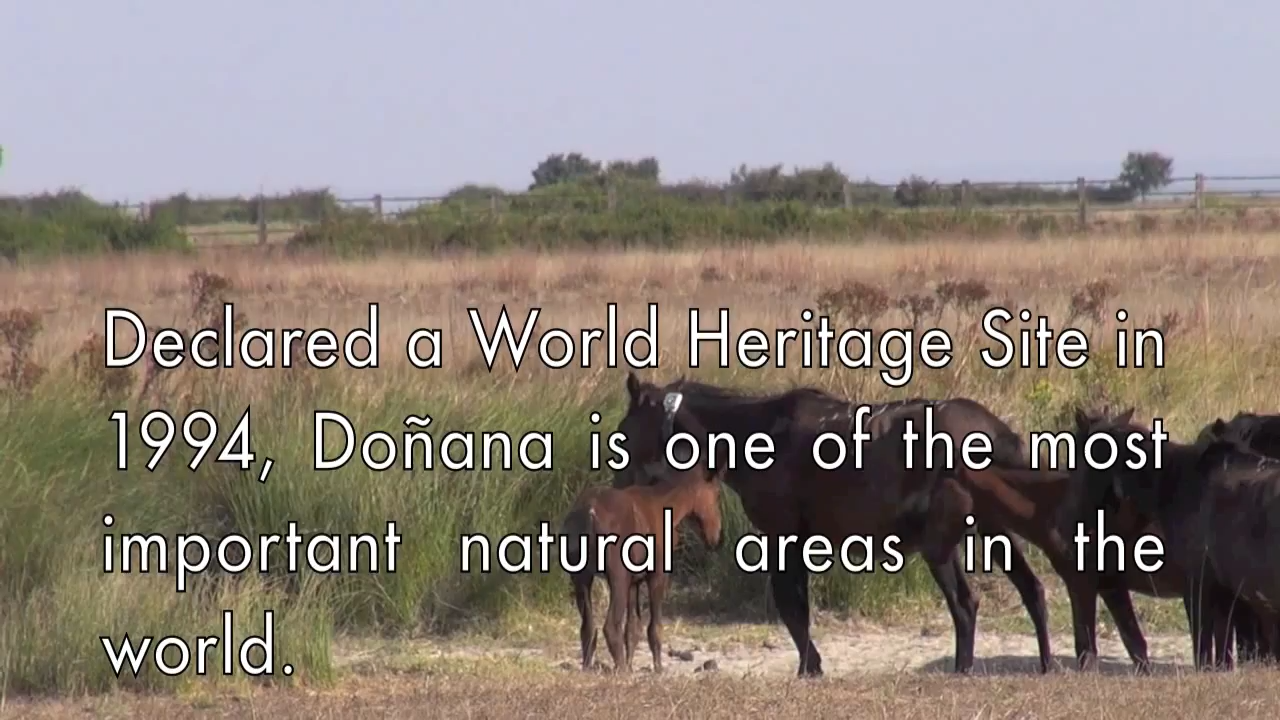 Declared a World Heritage Site in
1994, Doñana is one of the most
important natural areas in the
world.